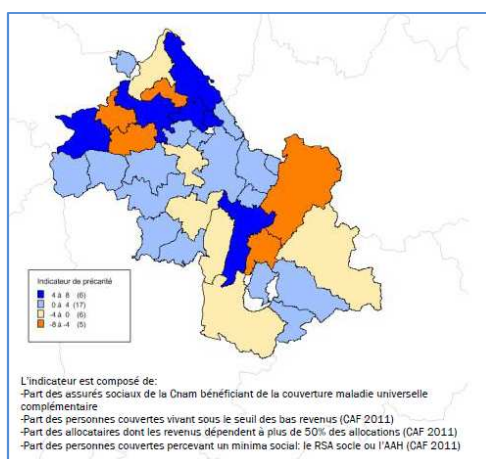 Indicateur de précarité
4 à 8 (6)
0 à 4 (17)
-4 à 0 (6)
-8 à -4 (5)
L'indicateur est composé de:
-Part des assurés sociaux de la Cnam bénéficiant de la couverture maladie universelle
complémentaire
-Part des personnes couvertes vivant sous le seuil des bas revenus (CAF 2011)
-Part des allocataires dont les revenus dépendent à plus de 50% des allocations (CAF 2011)
-Part des personnes couvertes percevant un minima social: le RSA socle ou l'AAH (CAF 2011)